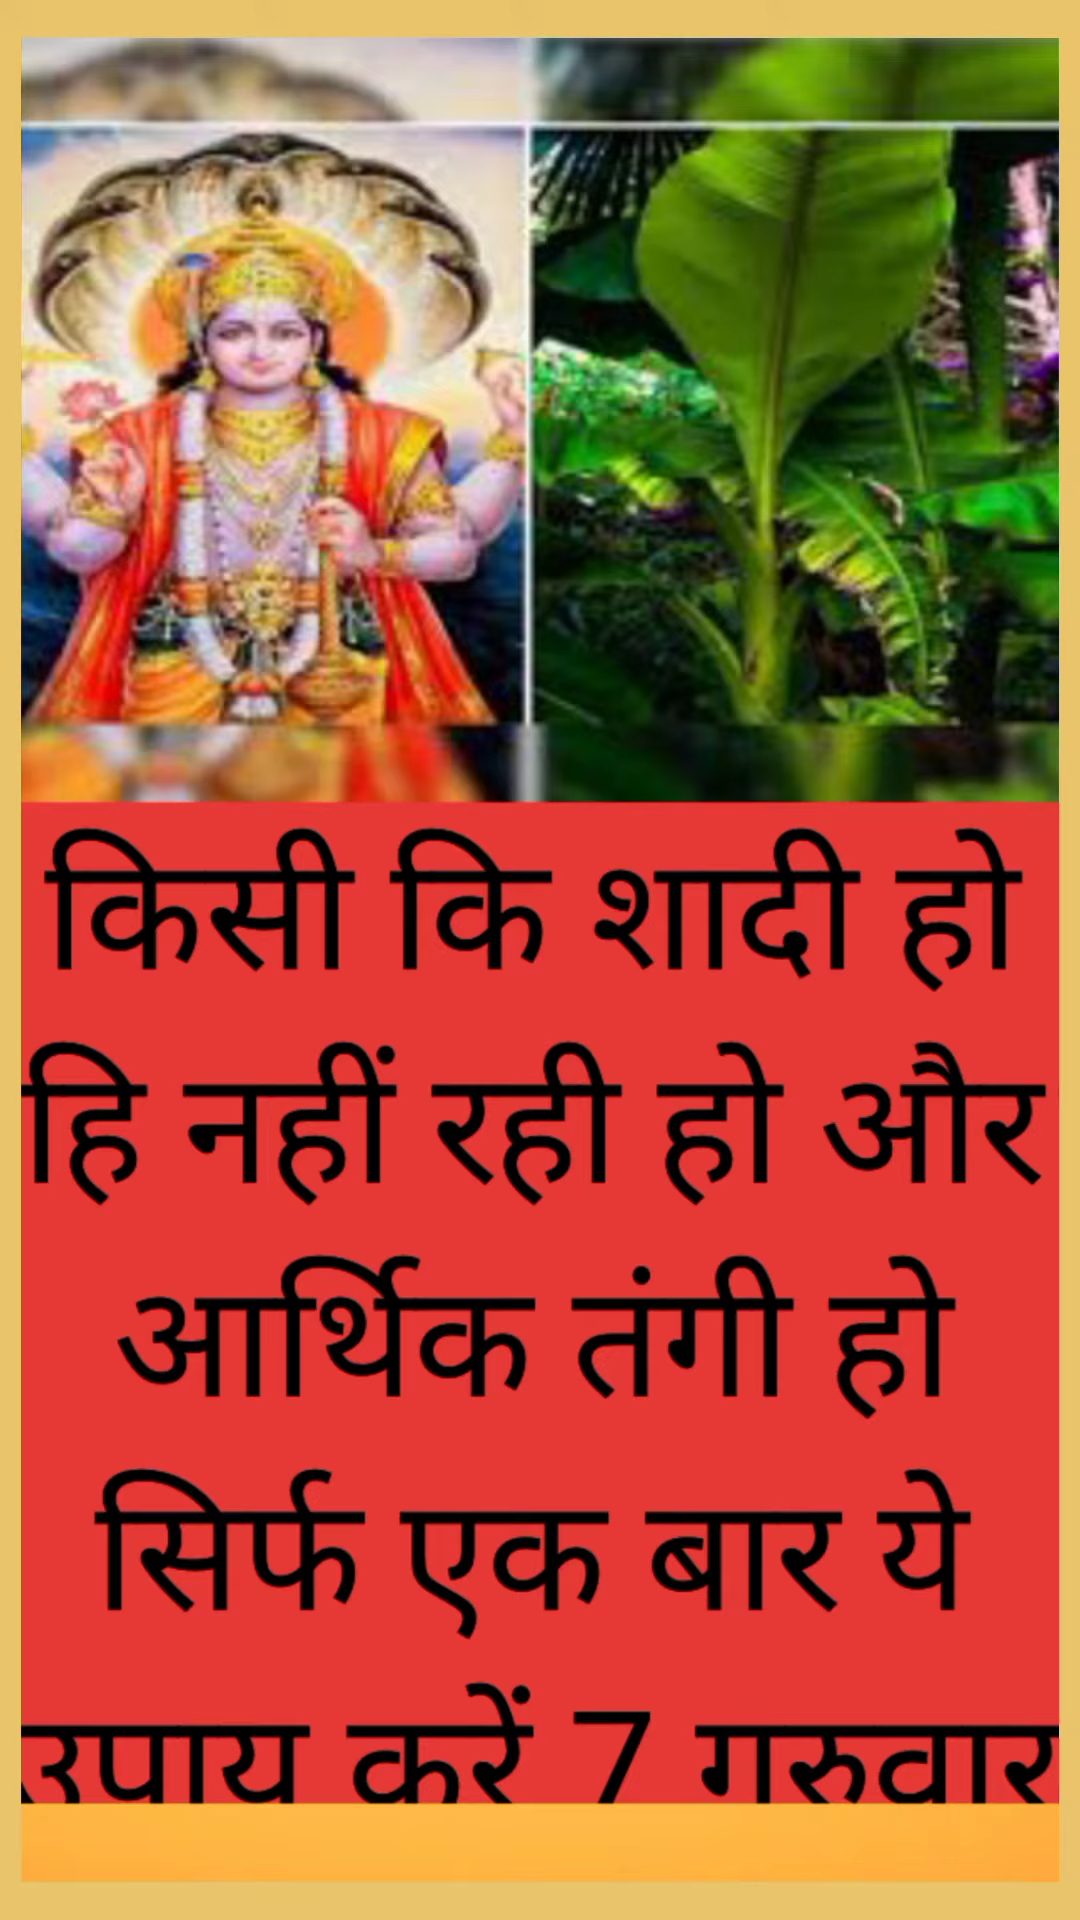 किसी कि शादी हो
हि नहीं रही हो और
आर्थिक तंगी हो
सिर्फ एक बार ये
उपाय करें 7 गुरुवार